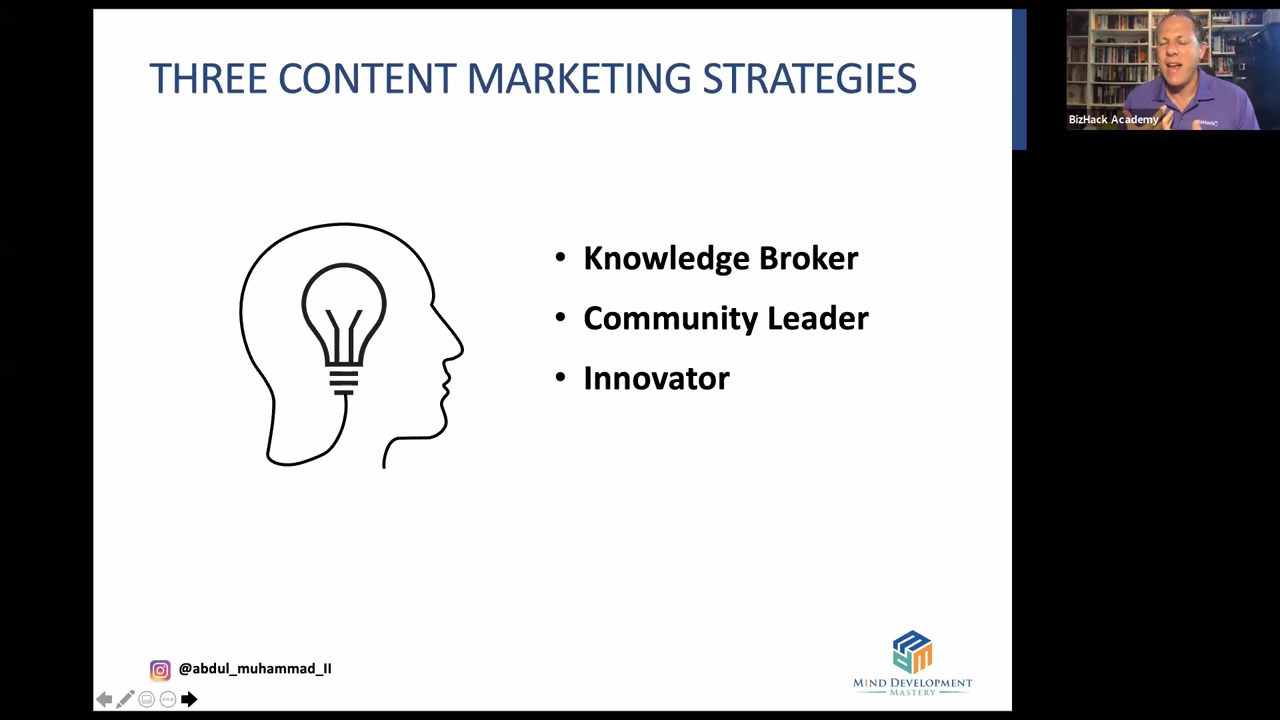 THREE CONTENT MARKETING STRATEGIES
BizHack Academy
• Knowledge Broker
• Community Leader
• Innovator
@abdul_muhammad_II
MIND DEVELOPMENT
MASTERY